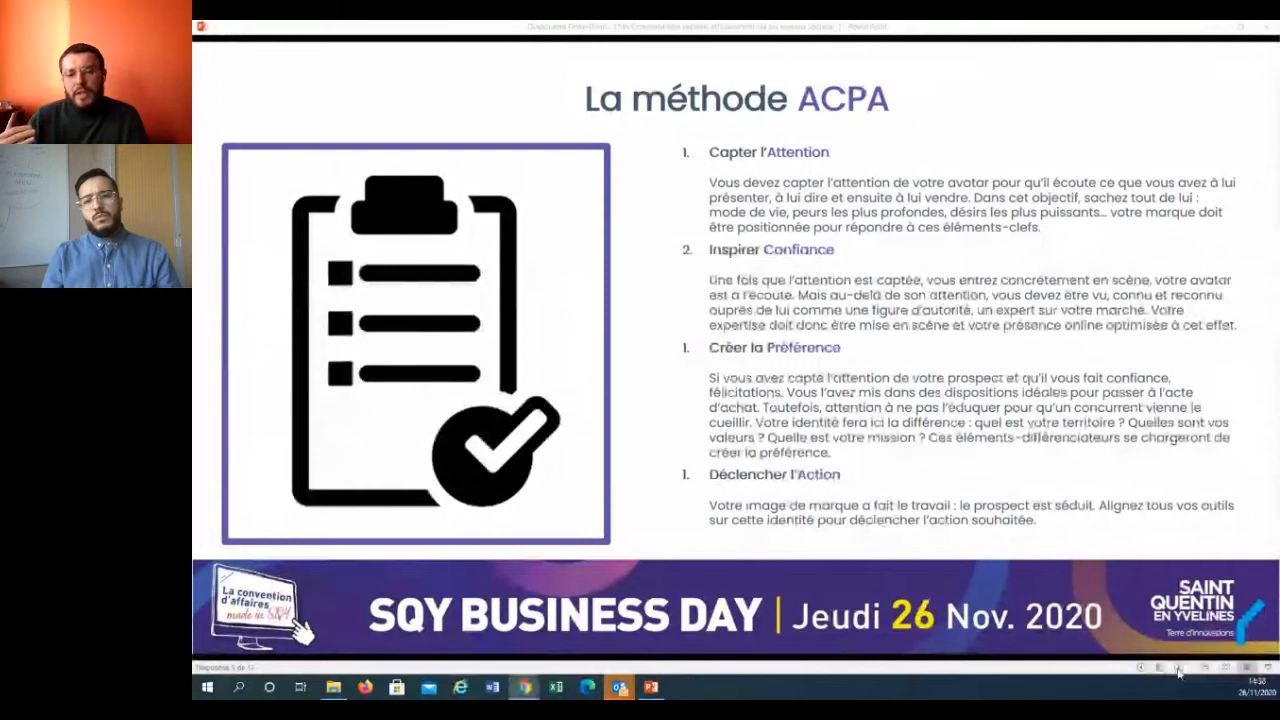 La méthode ACPA
1. Capter l'Attention
Vous devez capter l'attention de votre avatar pour qu'il écoute ce que vous avez à lui
présenter, à lui dire et ensuite à lui vendre. Dans cet objectif, sachez tout de lui :
mode de vie, peurs les plus profondes, désirs les plus puissants... votre marque doit
être positionnée pour répondre à ces éléments-clefs.
2. Inspirer Confiance
Une fois que l'attention est captée, vous entrez concrètement en scène, votre avatar
est à l'écoute. Mais au-delà de son attention, vous devez être vu, connu et reconnu
auprès de lui comme une figure d'autorité, un expert sur votre marché. Votre
expertise doit donc être mise en scène et votre présence online optimisée à cet effet.
1. Créer la Préférence
Si vous avez capté l'attention de votre prospect et qu'il vous fait confiance,
félicitations. Vous l'avez mis dans des dispositions idéales pour passer à l'acte
d'achat. Toutefois, attention à ne pas l'éduquer pour qu'un concurrent vienne le
cueillir. Votre identité fera ici la différence : quel est votre territoire ? Quelles sont vos
valeurs ? Quelle est votre mission ? Ces éléments-différenciateurs se chargeront de
créer la préférence.
1. Déclencher l'Action
Votre image de marque a fait le travail : le prospect est séduit. Alignez tous vos outils
sur cette identité pour déclencher l'action souhaitée.
La convention
d'affaires
made in SQY
SQY BUSINESS DAY | Jeudi 26 Nov. 2020
SAINT
QUENTIN
EN YVELINES
Terre d'innovations
14:38
26/11/2020